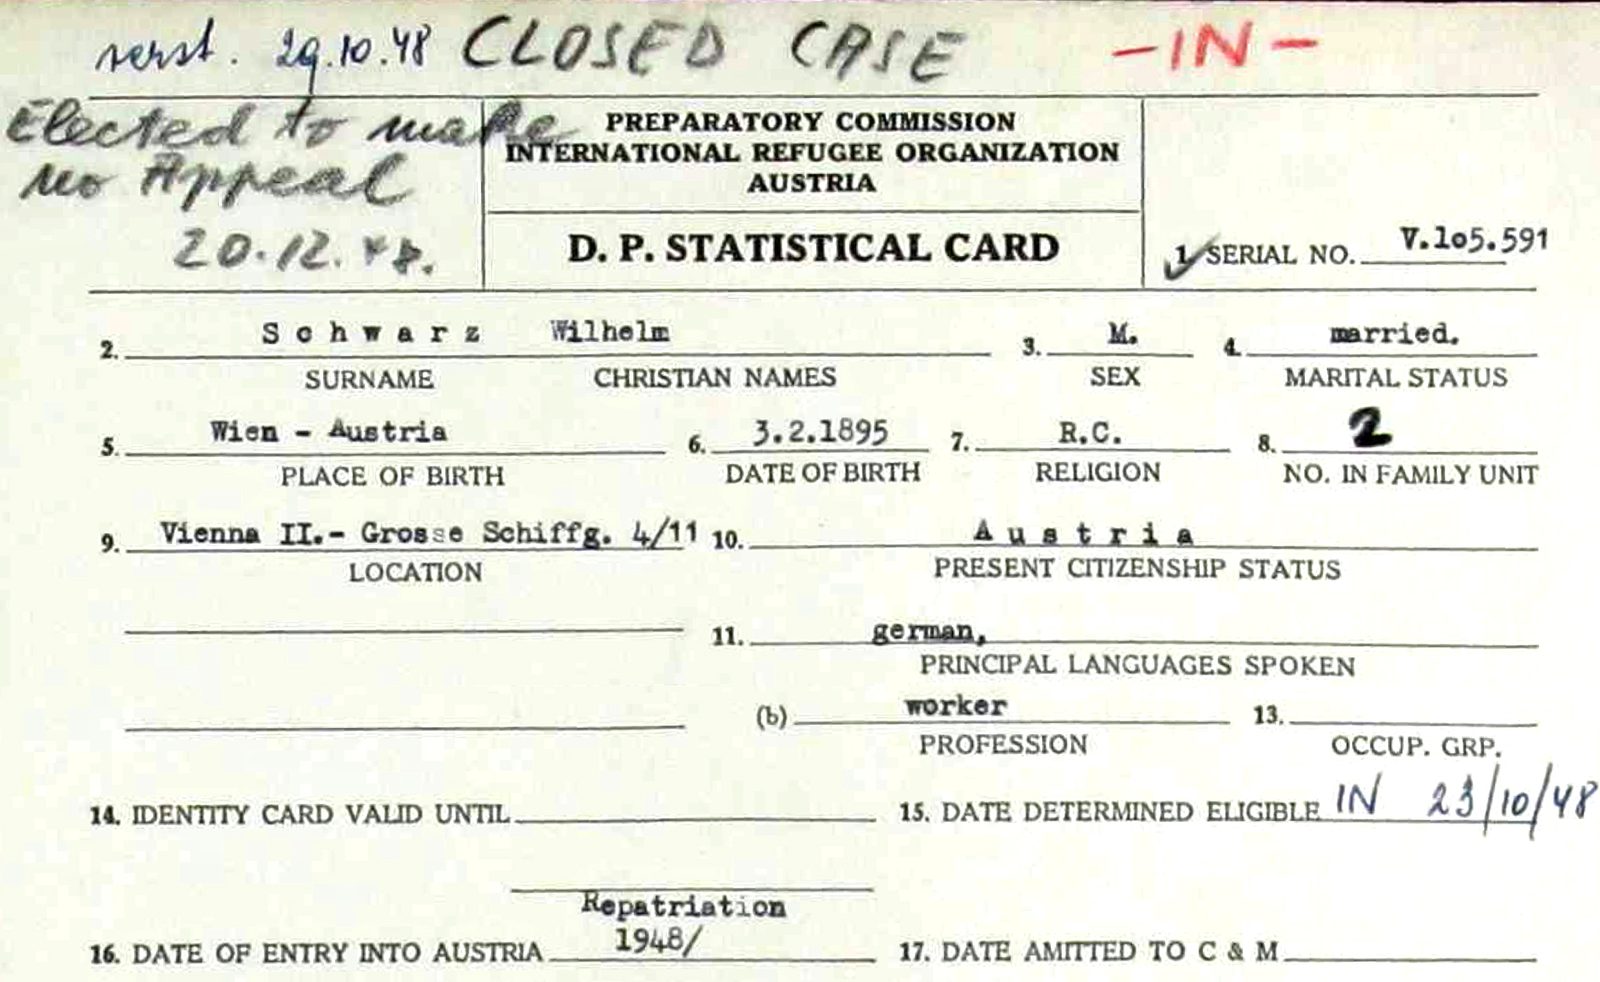 verst. 29.10.48 CLOSED CASE -IN-
Elected to make
no Appeal
20.12.48.
PREPARATORY COMMISSION
INTERNATIONAL REFUGEE ORGANIZATION
AUSTRIA
D. P. STATISTICAL CARD
1. SERIAL NO. V.1o5.591
2. Schwarz Wilhelm 3. M. 4. married.
SURNAME CHRISTIAN NAMES SEX MARITAL STATUS
5. Wien - Austria 6. 3.2.1895 7. R.C. 8. 2
PLACE OF BIRTH DATE OF BIRTH RELIGION NO. IN FAMILY UNIT
9. Vienna II.- Grosse Schiffg. 4/11 10. Austria
LOCATION PRESENT CITIZENSHIP STATUS
11. german,
PRINCIPAL LANGUAGES SPOKEN
(b) worker 13.
PROFESSION OCCUP. GRP.
14. IDENTITY CARD VALID UNTIL 15. DATE DETERMINED ELIGIBLE IN 23/10/48
Repatriation
16. DATE OF ENTRY INTO AUSTRIA 1948/ 17. DATE AMITTED TO C & M